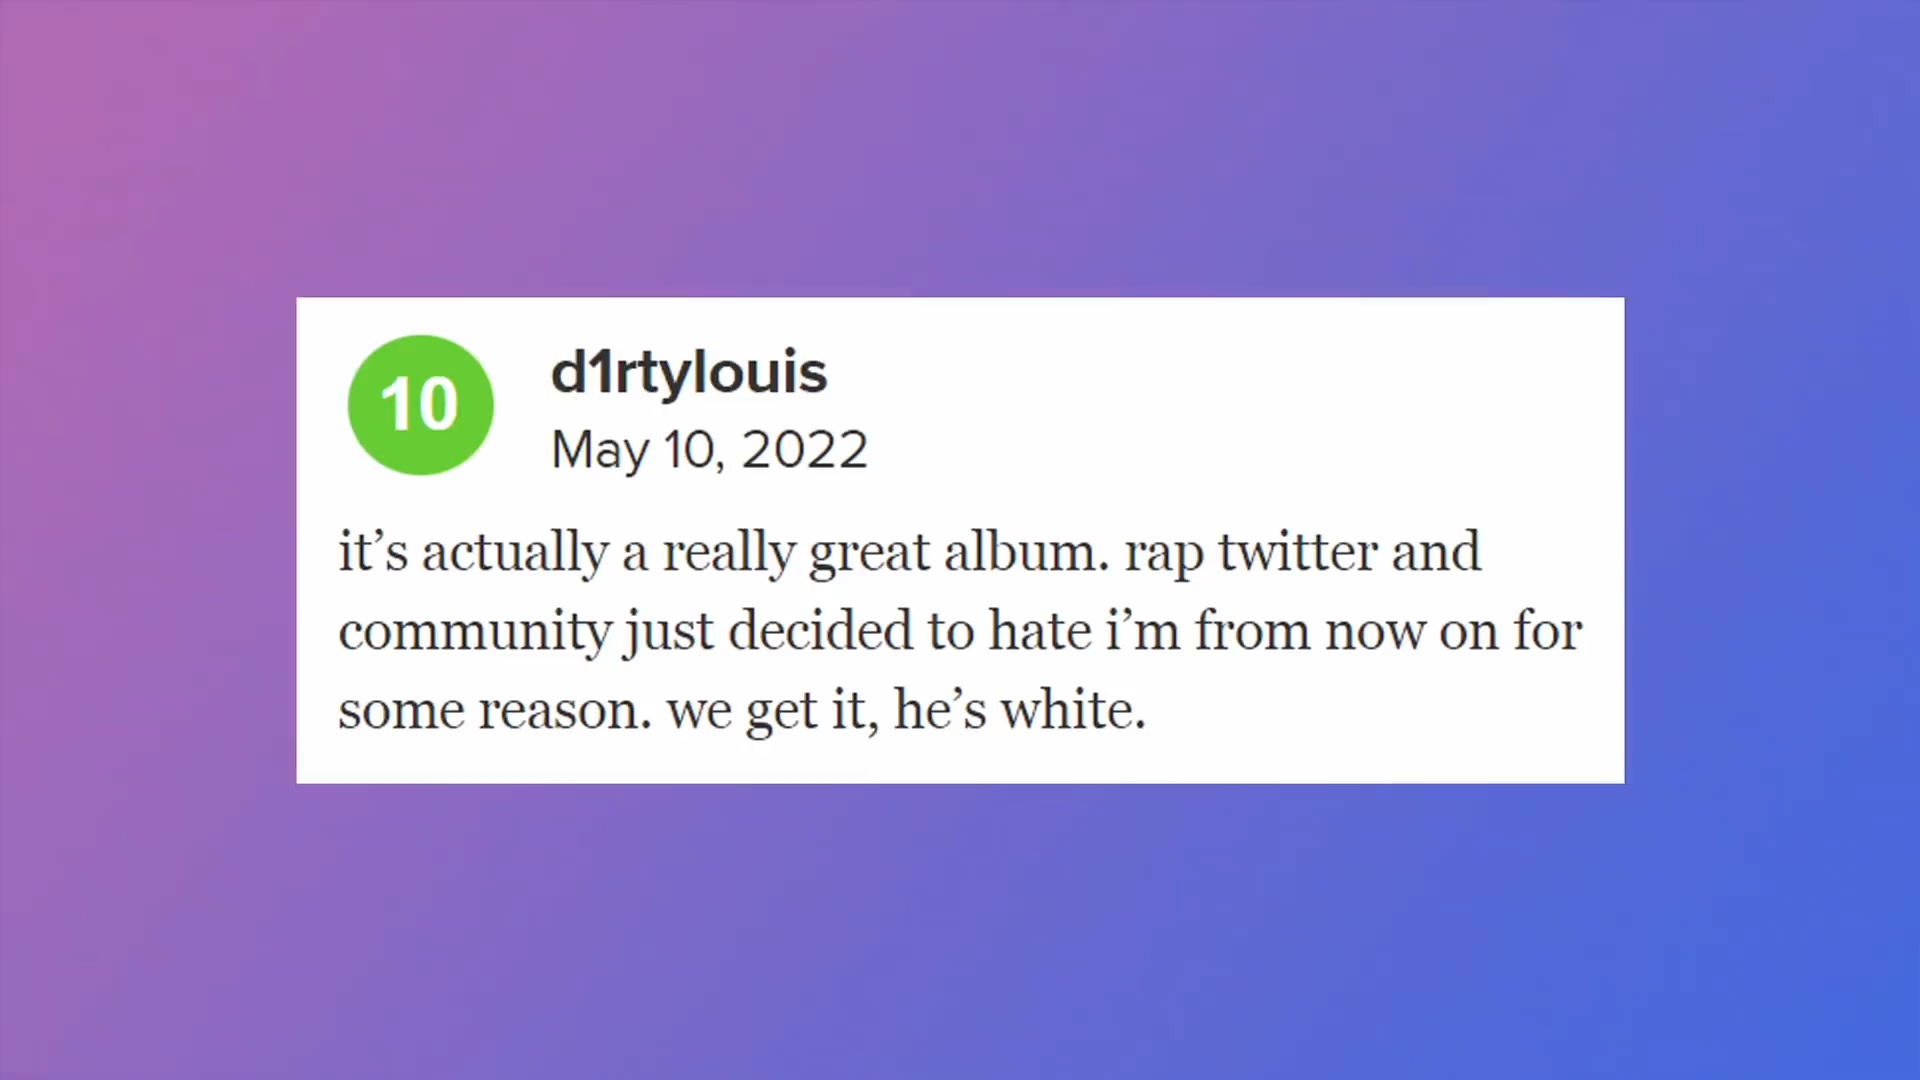 10
d1rtylouis
May 10, 2022
it’s actually a really great album. rap twitter and
community just decided to hate i’m from now on for
some reason. we get it, he’s white.